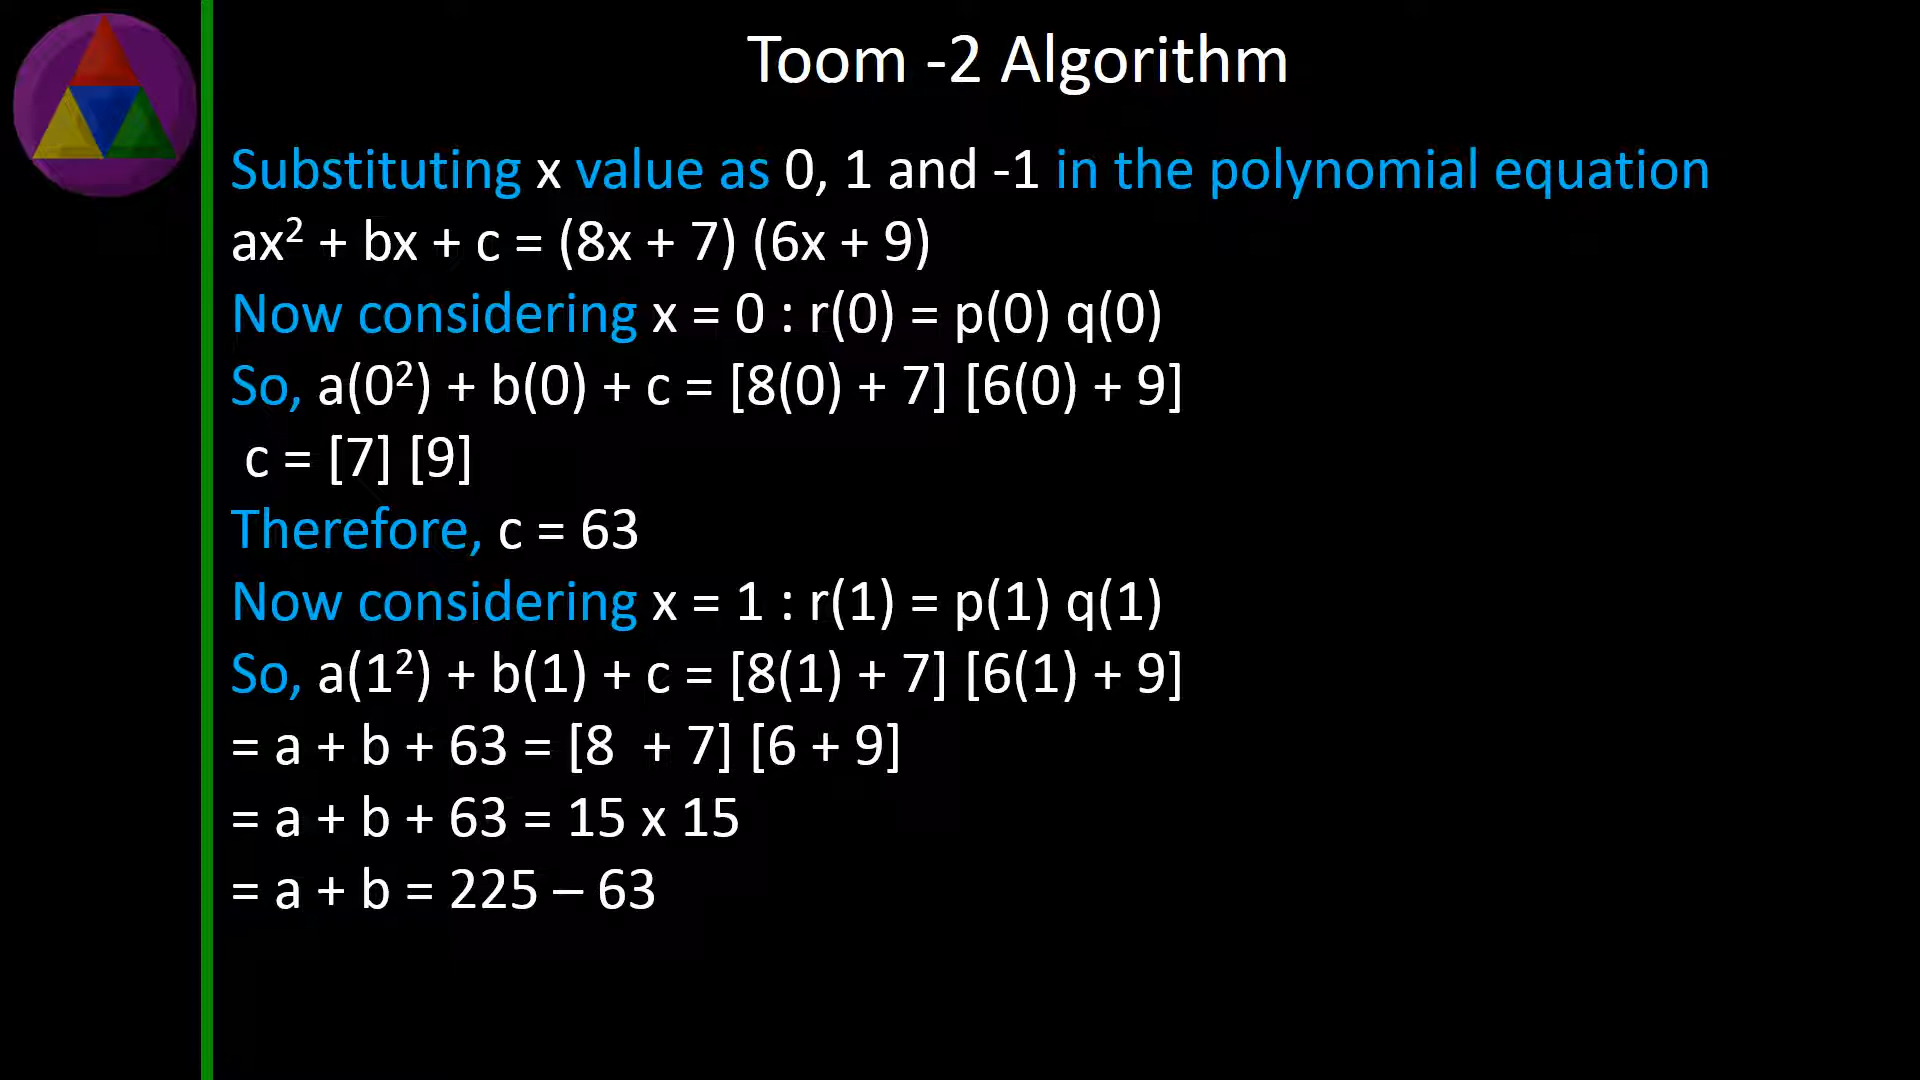 Toom -2 Algorithm
Substituting x value as 0, 1 and -1 in the polynomial equation
ax² + bx + c = (8x + 7) (6x + 9)
Now considering x = 0 : r(0) = p(0) q(0)
So, a(0²) + b(0) + c = [8(0) + 7] [6(0) + 9]
c = [7] [9]
Therefore, c = 63
Now considering x = 1 : r(1) = p(1) q(1)
So, a(1²) + b(1) + c = [8(1) + 7] [6(1) + 9]
= a + b + 63 = [8 + 7] [6 + 9]
= a + b + 63 = 15 x 15
= a + b = 225 – 63